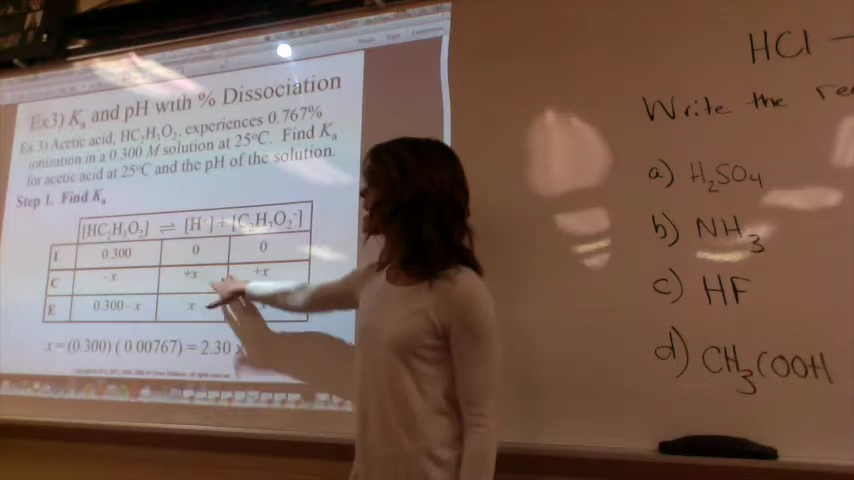 Ex3) Ka and pH with % Dissociation
Ex 3) Acetic acid, HC2H3O2, experiences 0.767%
ionization in a 0.300 M solution at 25°C. Find Ka
for acetic acid at 25°C and the pH of the solution.
Step 1. Find Ka
[HC2H3O2] ⇌ [H+] + [C2H3O2-]
I 0.300 0 0
C -x +x +x
E 0.300-x x
x = (0.300) (0.00767) = 2.30 x
HCl –
Write the
a) H2SO4
b) NH3
c) HF
d) CH3COOH